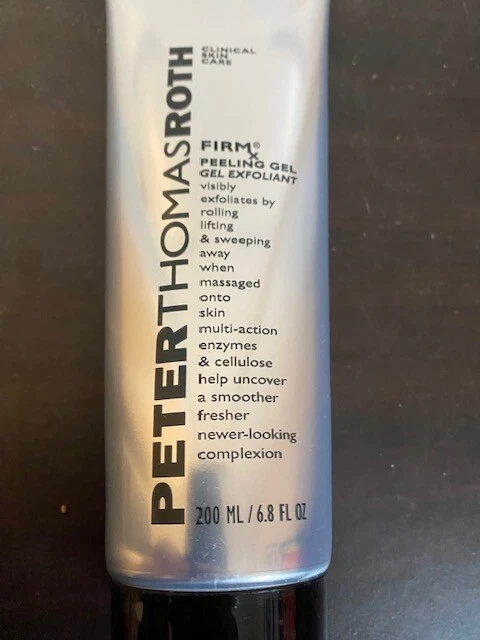 PETERTHOMASROTH
CLINICAL
SKIN
CARE
FIRMx®
PEELING GEL
GEL EXFOLIANT
visibly
exfoliates by
rolling
lifting
& sweeping
away
when
massaged
onto
skin
multi-action
enzymes
& cellulose
help uncover
a smoother
fresher
newer-looking
complexion
200 ML / 6.8 FL OZ